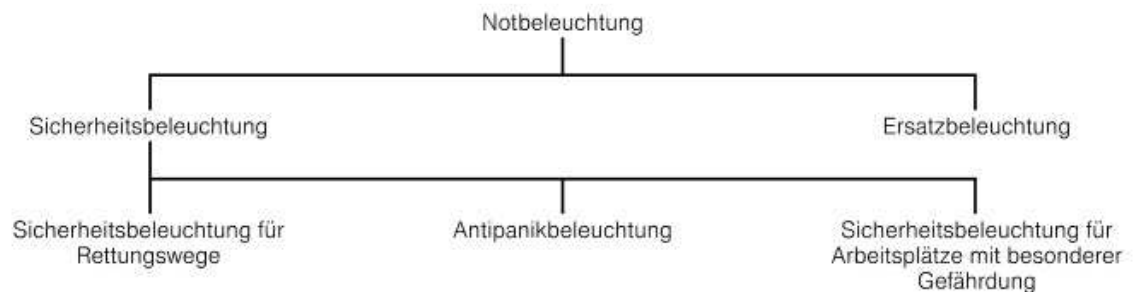 Notbeleuchtung
Sicherheitsbeleuchtung
Ersatzbeleuchtung
Sicherheitsbeleuchtung für
Rettungswege
Antipanikbeleuchtung
Sicherheitsbeleuchtung für
Arbeitsplätze mit besonderer
Gefährdung